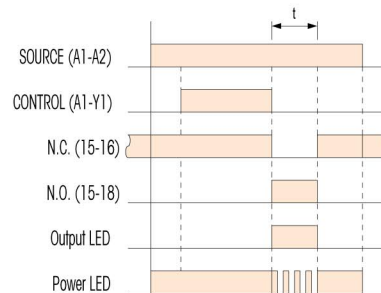 t
SOURCE (A1-A2)
CONTROL (A1-Y1)
N.C. (15-16)
N.O. (15-18)
Output LED
Power LED